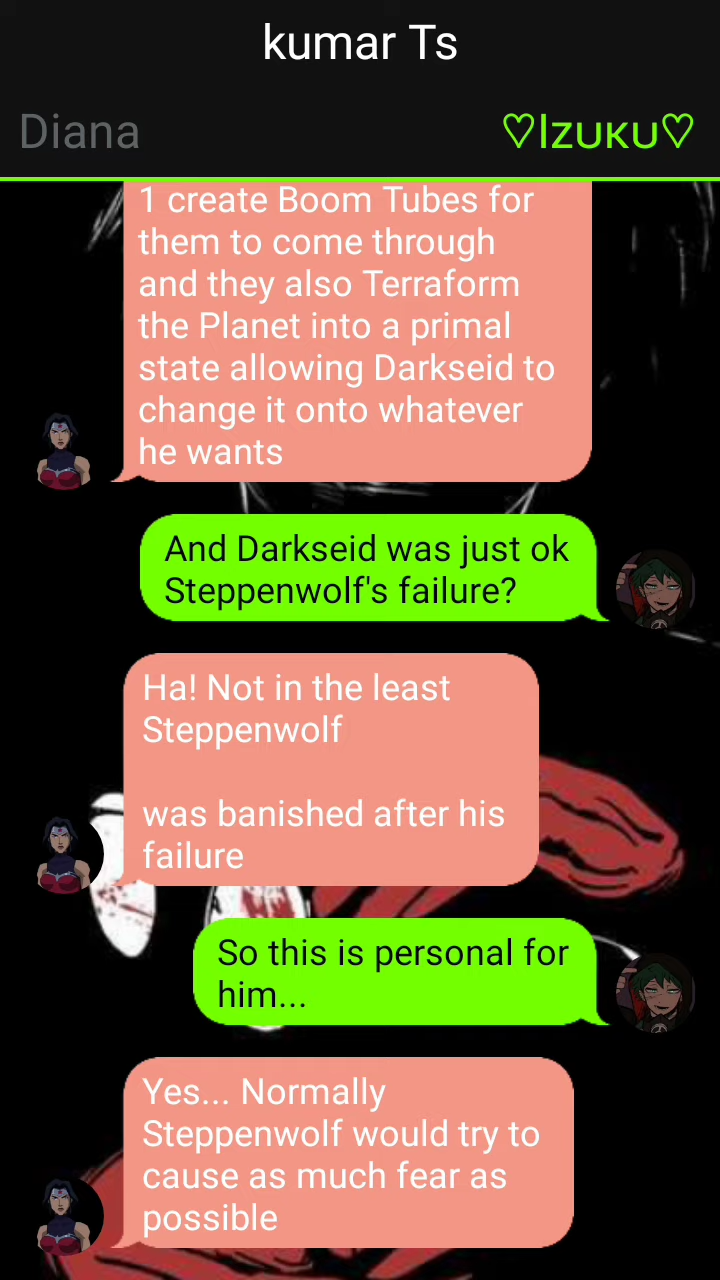 kumar Ts
Diana
♡Izuku♡
1 create Boom Tubes for
them to come through
and they also Terraform
the Planet into a primal
state allowing Darkseid to
change it onto whatever
he wants
And Darkseid was just ok
Steppenwolf's failure?
Ha! Not in the least
Steppenwolf
was banished after his
failure
So this is personal for
him...
Yes... Normally
Steppenwolf would try to
cause as much fear as
possible